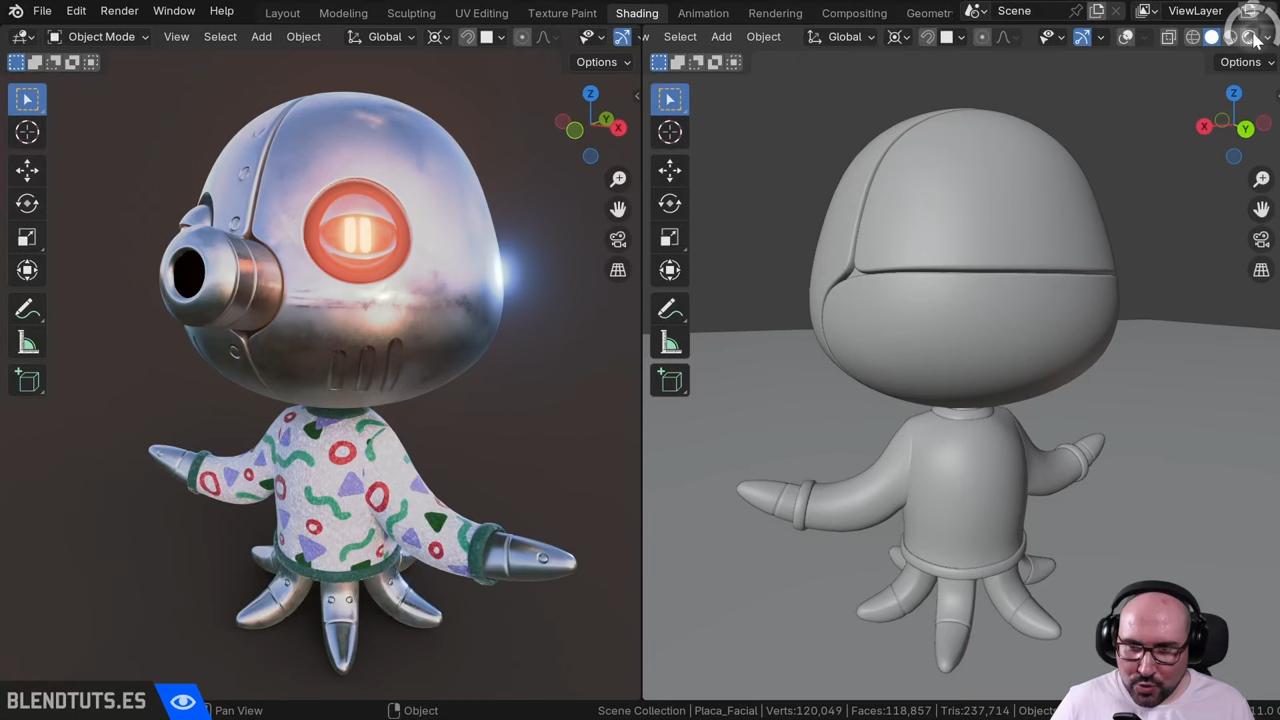 File Edit Render Window Help
Layout Modeling Sculpting UV Editing Texture Paint Shading Animation Rendering Compositing Geometr
Scene
ViewLayer
Object Mode View Select Add Object Global
Select Add Object Global
Options
Options
Z
Y
X
Z
X
Y
BLENDTUTS.ES
Pan View
Object
Scene Collection | Placa_Facial | Verts:120,049 | Faces:118,857 | Tris:237,714 | Objects